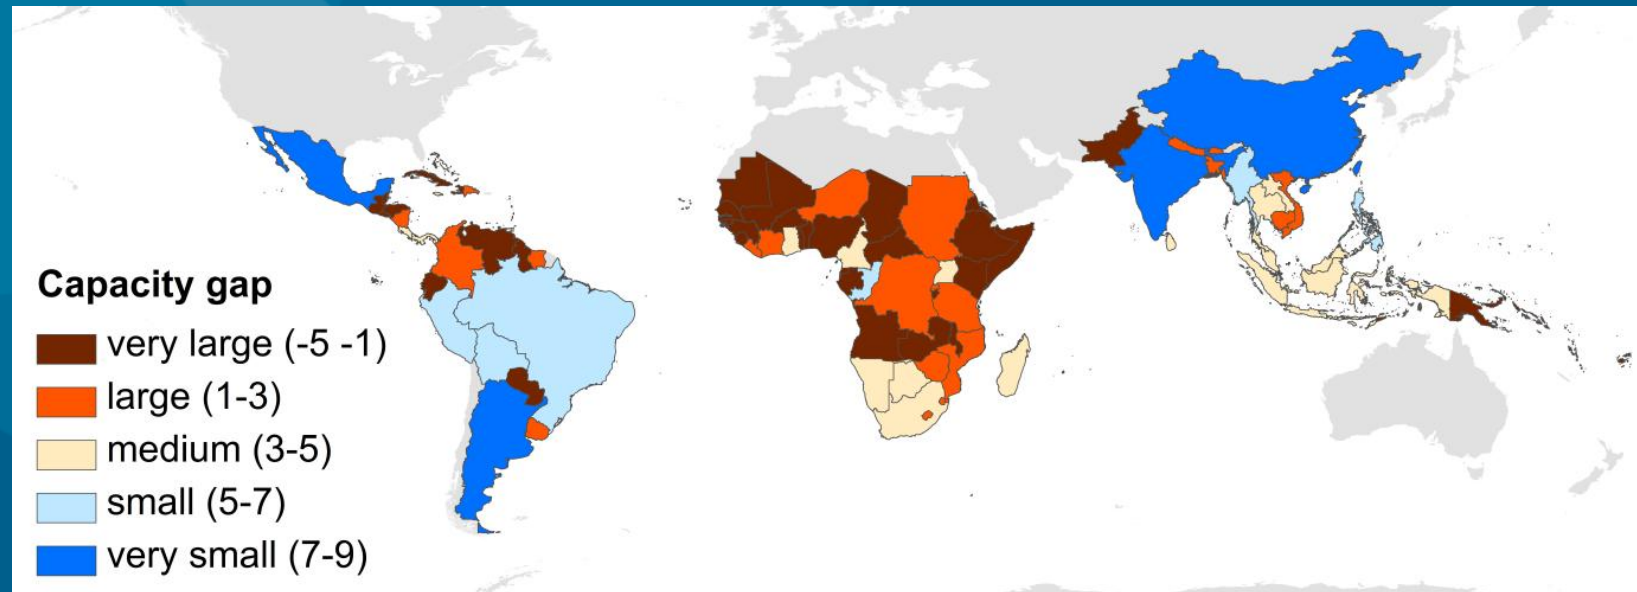 Capacity gap
very large (-5 -1)
large (1-3)
medium (3-5)
small (5-7)
very small (7-9)